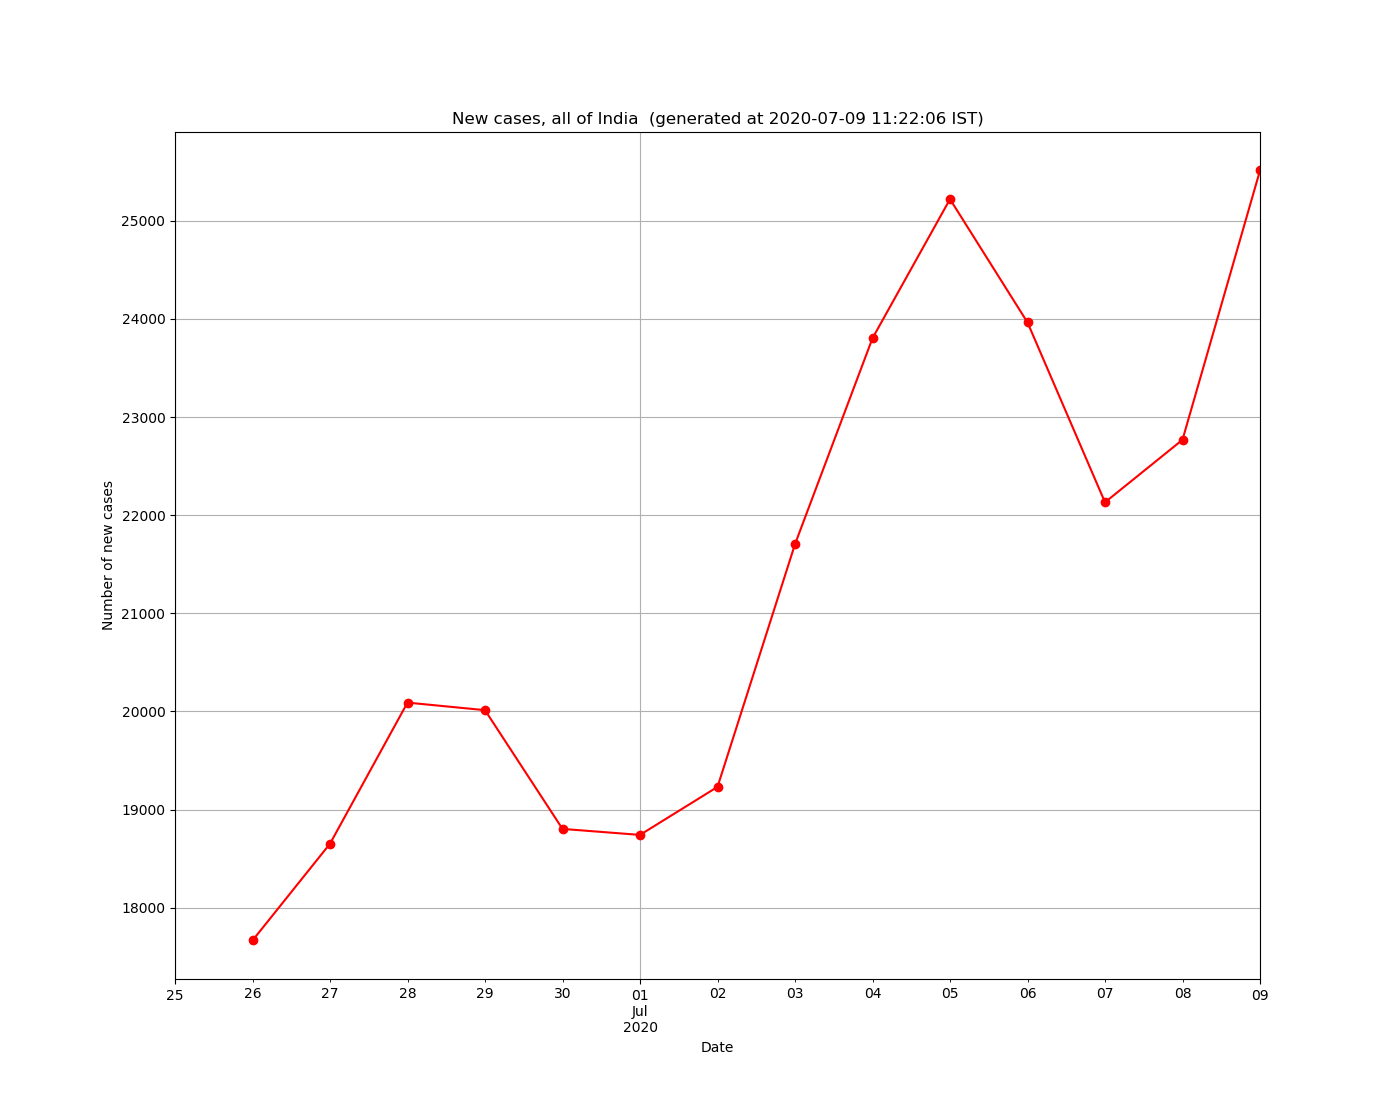 New cases, all of India  (generated at 2020-07-09 11:22:06 IST)
25000
24000
23000
22000
21000
20000
19000
18000
Number of new cases
25 26 27 28 29 30 01 02 03 04 05 06 07 08 09
Jul
2020
Date